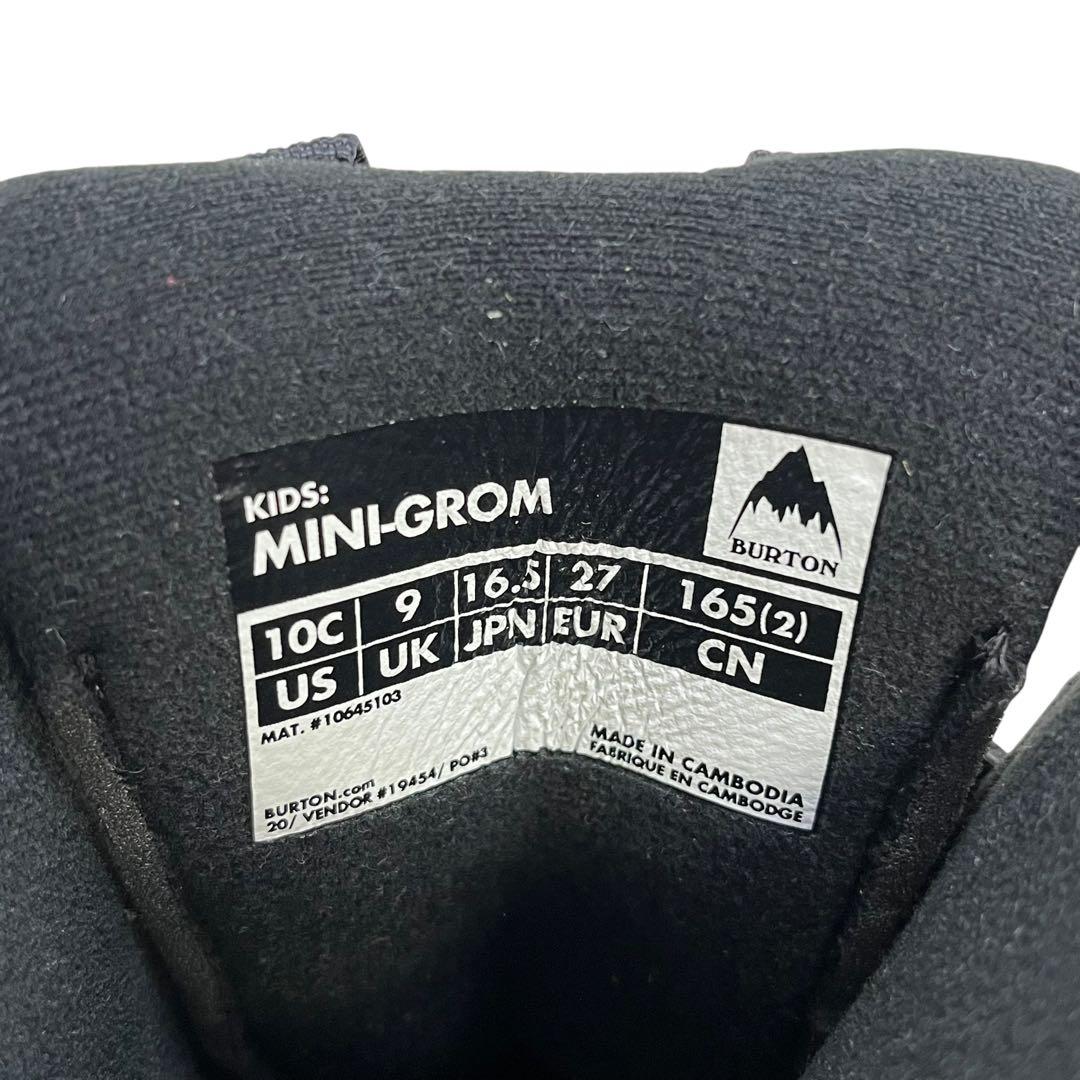 KIDS:
MINI-GROM
BURTON
10C 9 16.5 27 165(2)
US UK JPN EUR CN
MAT. #10645103
BURTON.com
20/ VENDOR #19454/ PO#3
MADE IN CAMBODIA
FABRIQUE EN CAMBODGE